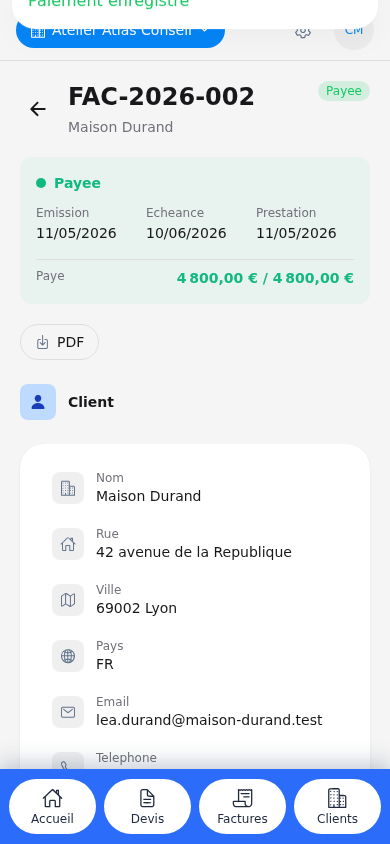 Paiement enregistre
Atelier Atlas Conseil
CM
FAC-2026-002
Payee
Maison Durand
Payee
Emission
Echeance
Prestation
11/05/2026
10/06/2026
11/05/2026
Paye
4 800,00 € / 4 800,00 €
PDF
Client
Nom
Maison Durand
Rue
42 avenue de la Republique
Ville
69002 Lyon
Pays
FR
Email
lea.durand@maison-durand.test
Telephone
Accueil
Devis
Factures
Clients